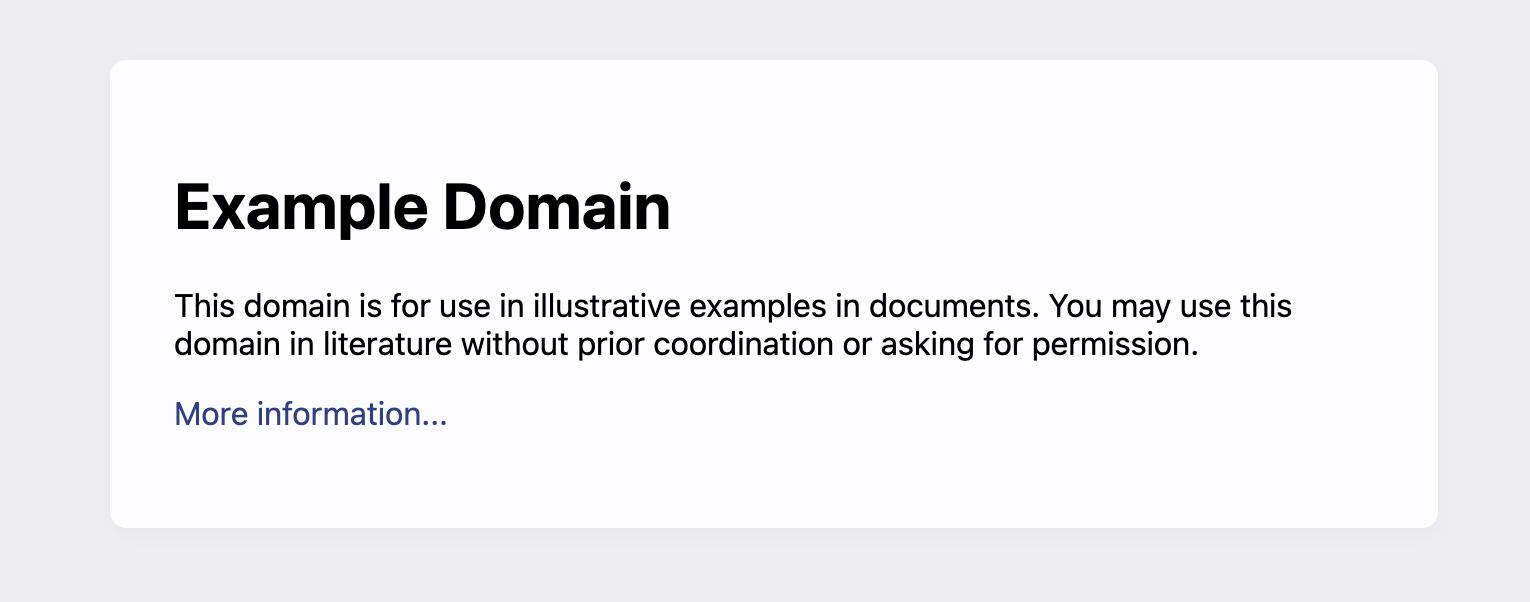 Example Domain
This domain is for use in illustrative examples in documents. You may use this
domain in literature without prior coordination or asking for permission.
More information...